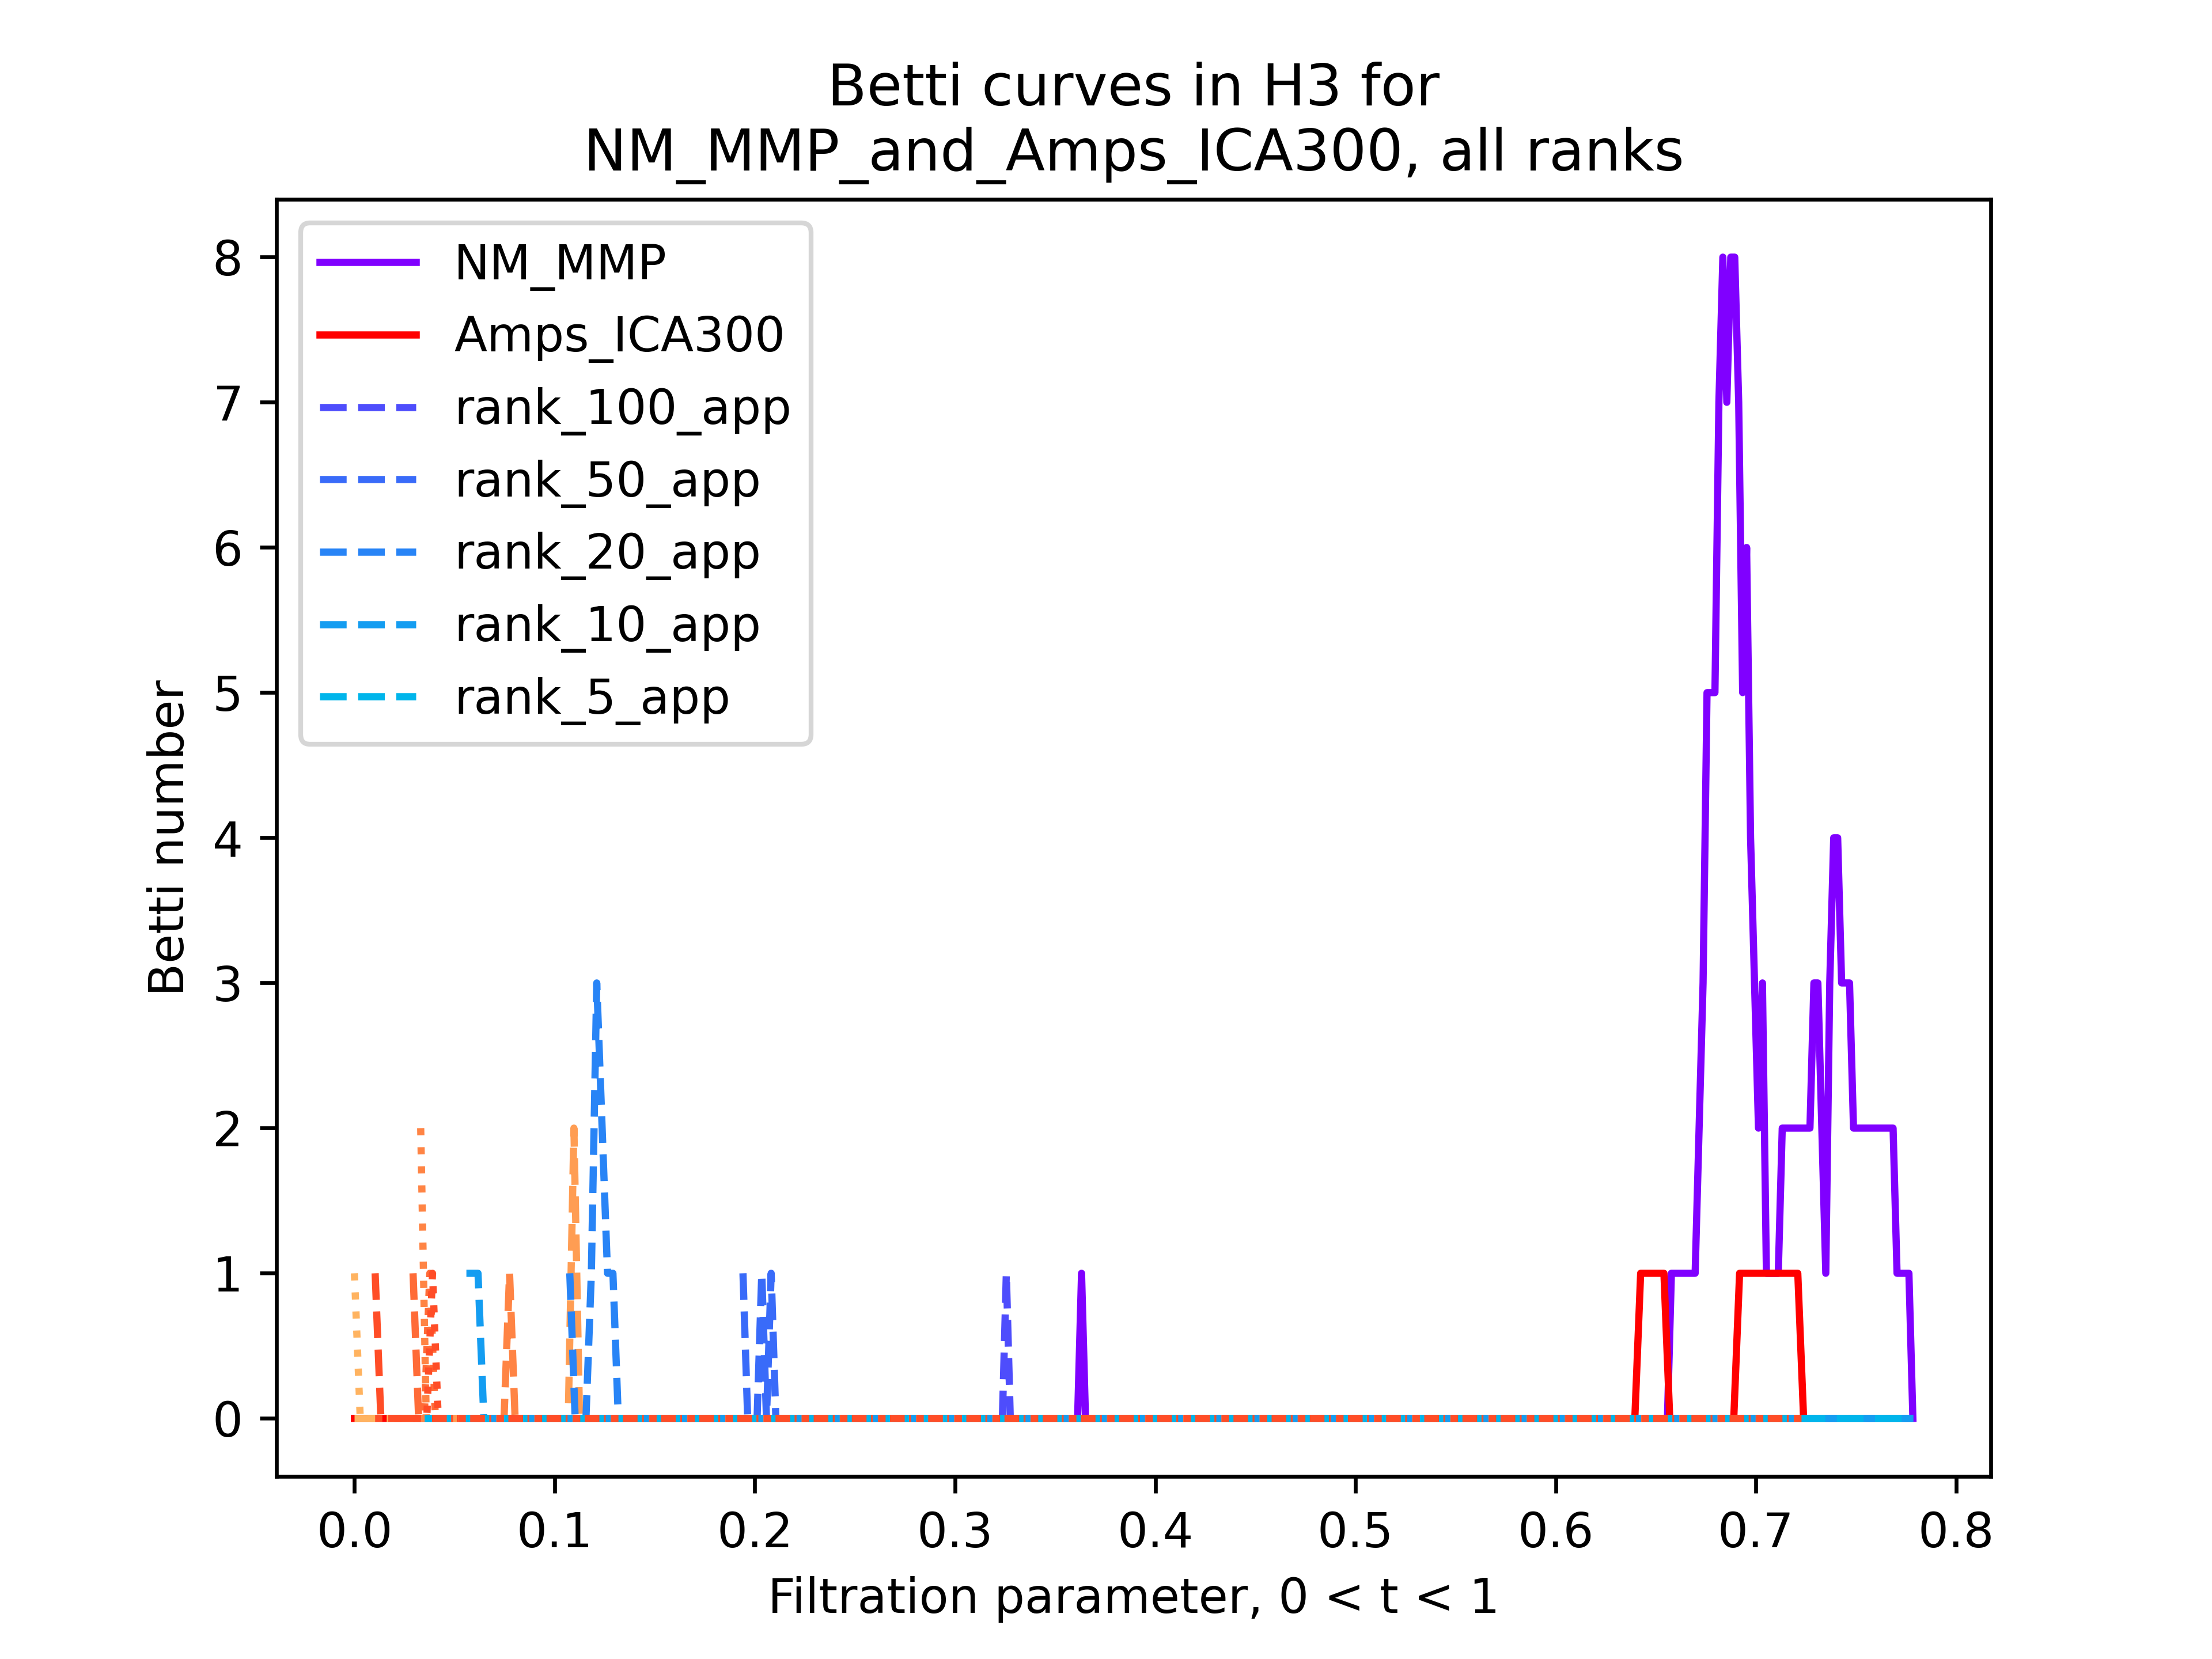 Betti curves in H3 for
NM_MMP_and_Amps_ICA300, all ranks
NM_MMP
Amps_ICA300
rank_100_app
rank_50_app
rank_20_app
rank_10_app
rank_5_app
8
7
6
5
4
3
2
1
0
Betti number
0.0 0.1 0.2 0.3 0.4 0.5 0.6 0.7 0.8
Filtration parameter, 0 < t < 1